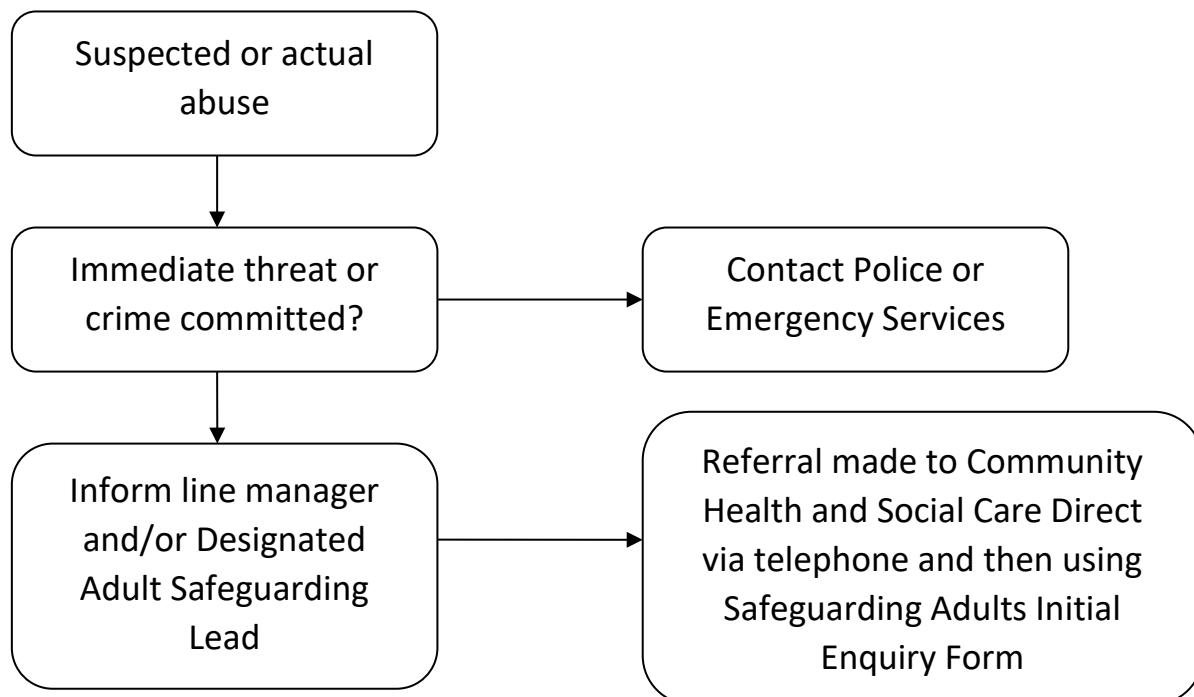 Suspected or actual
abuse
Immediate threat or
crime committed?
Contact Police or
Emergency Services
Inform line manager
and/or Designated
Adult Safeguarding
Lead
Referral made to Community
Health and Social Care Direct
via telephone and then using
Safeguarding Adults Initial
Enquiry Form